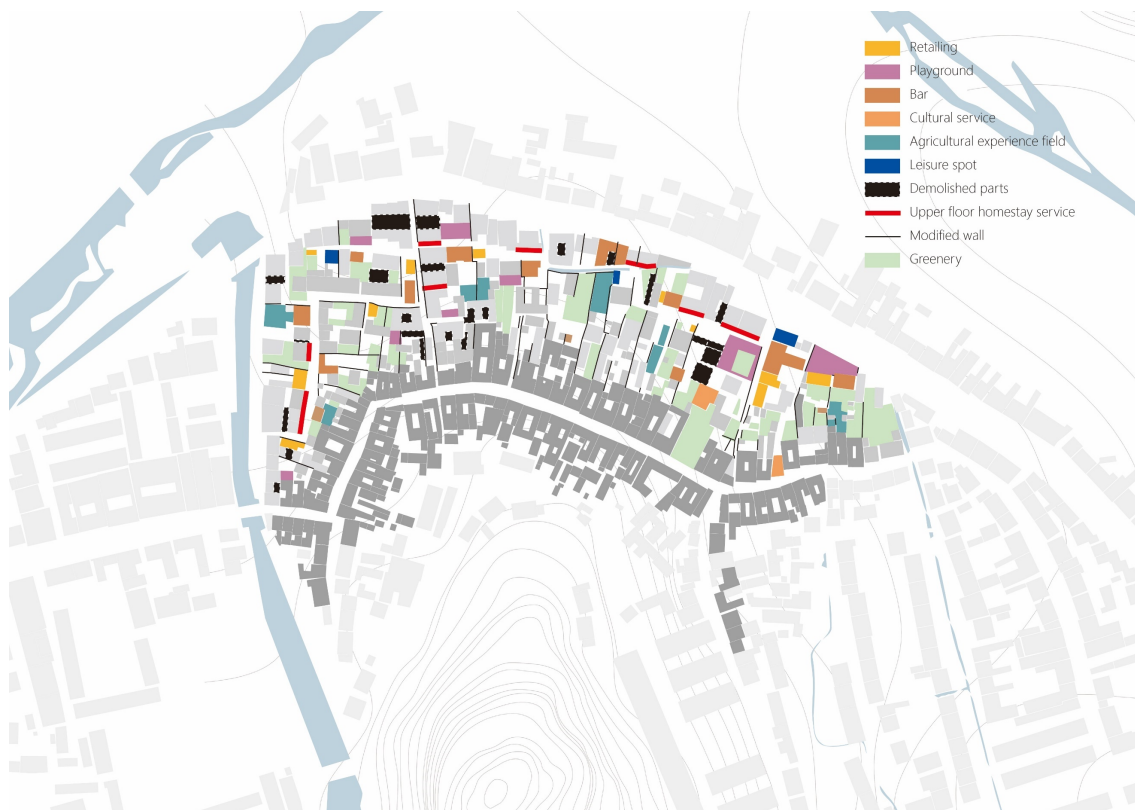 Retailing
Playground
Bar
Cultural service
Agricultural experience field
Leisure spot
Demolished parts
Upper floor homestay service
Modified wall
Greenery